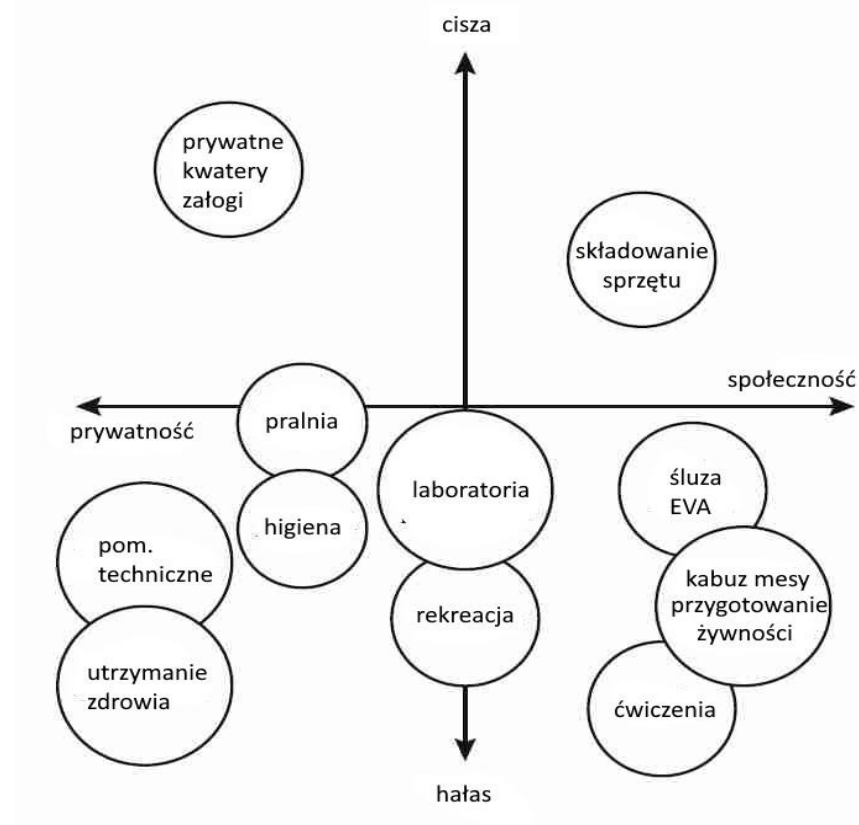 cisza
prywatne
kwatery
załogi
składowanie
sprzętu
społeczność
prywatność
pralnia
laboratoria
śluza
EVA
higiena
pom.
techniczne
kabuz mesy
przygotowanie
żywności
rekreacja
utrzymanie
zdrowia
ćwiczenia
hałas